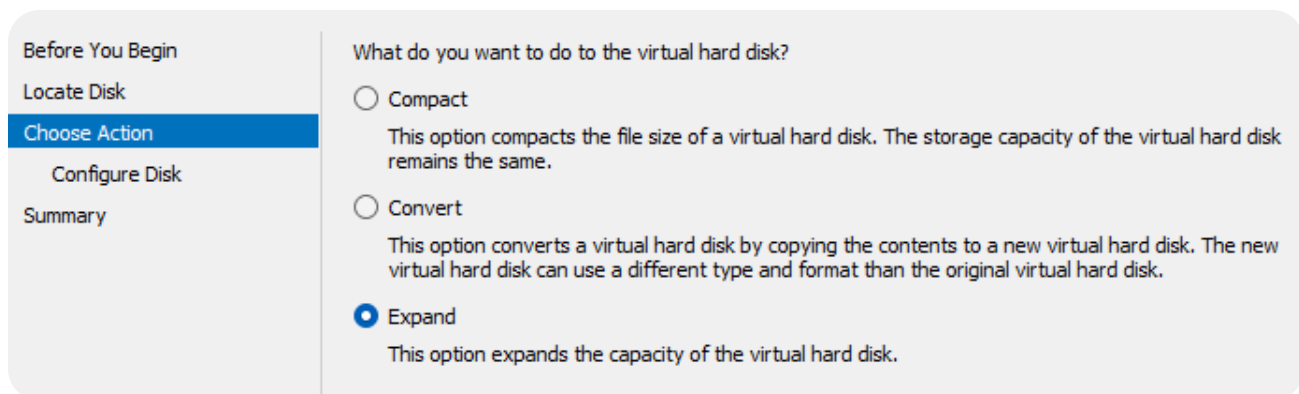 Before You Begin
Locate Disk
Choose Action
Configure Disk
Summary
What do you want to do to the virtual hard disk?
Compact
This option compacts the file size of a virtual hard disk. The storage capacity of the virtual hard disk
remains the same.
Convert
This option converts a virtual hard disk by copying the contents to a new virtual hard disk. The new
virtual hard disk can use a different type and format than the original virtual hard disk.
Expand
This option expands the capacity of the virtual hard disk.